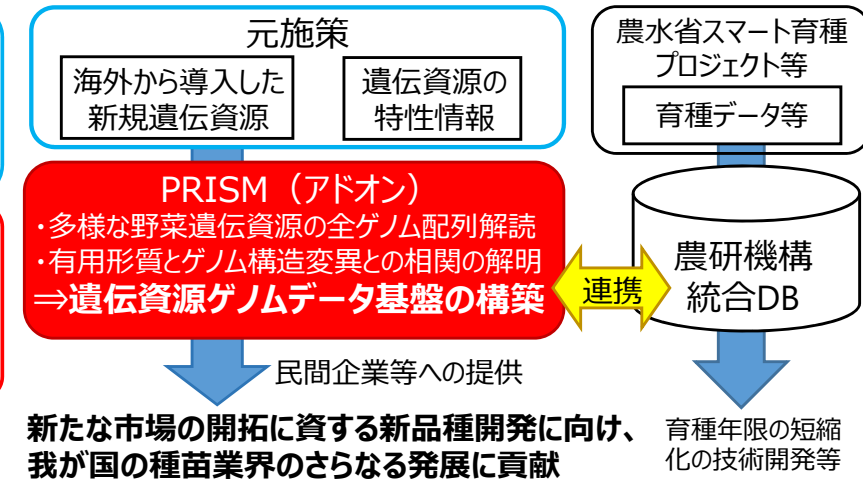 元施策
海外から導入した
新規遺伝資源
遺伝資源の
特性情報
農水省スマート育種
プロジェクト等
育種データ等
PRISM（アドオン）
・多様な野菜遺伝資源の全ゲノム配列解読
・有用形質とゲノム構造変異との相関の解明
⇒遺伝資源ゲノムデータ基盤の構築
連携
農研機構
統合DB
民間企業等への提供
新たな市場の開拓に資する新品種開発に向け、
我が国の種苗業界のさらなる発展に貢献
育種年限の短縮
化の技術開発等